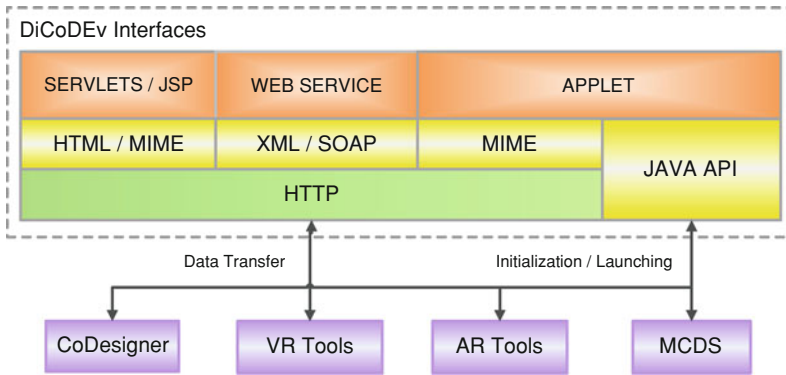 DiCoDEv Interfaces
SERVLETS / JSP
WEB SERVICE
APPLET
HTML / MIME
XML / SOAP
MIME
JAVA API
HTTP
Data Transfer
Initialization / Launching
CoDesigner
VR Tools
AR Tools
MCDS